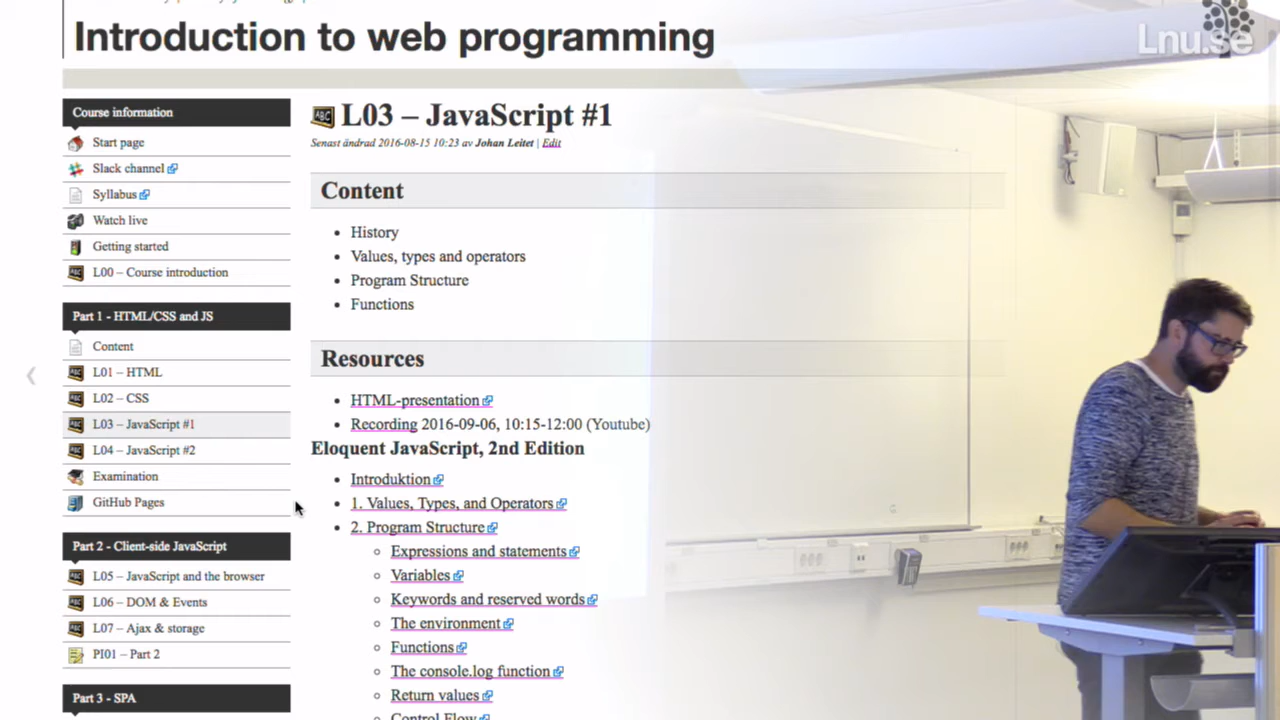 Lnu.se
Introduction to web programming
Course information
Start page
Slack channel
Syllabus
Watch live
Getting started
L00 – Course introduction
Part 1 - HTML/CSS and JS
Content
L01 – HTML
L02 – CSS
L03 – JavaScript #1
L04 – JavaScript #2
Examination
GitHub Pages
Part 2 - Client-side JavaScript
L05 – JavaScript and the browser
L06 – DOM & Events
L07 – Ajax & storage
PI01 – Part 2
Part 3 - SPA
ABC L03 – JavaScript #1
Senast ändrad 2016-08-15 10:23 av Johan Leitet | Edit
Content
• History
• Values, types and operators
• Program Structure
• Functions
Resources
• HTML-presentation
• Recording 2016-09-06, 10:15-12:00 (Youtube)
Eloquent JavaScript, 2nd Edition
• Introduktion
• 1. Values, Types, and Operators
• 2. Program Structure
Expressions and statements
Variables
Keywords and reserved words
The environment
Functions
The console.log function
Return values
Control Flow